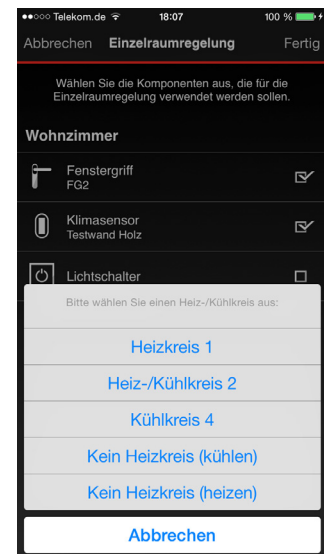 Telekom.de 18:07 100 %
Abbrechen Einzelraumregelung Fertig
Wählen Sie die Komponenten aus, die für die
Einzelraumregelung verwendet werden sollen.
Wohnzimmer
Fenstergriff
FG2
Klimasensor
Testwand Holz
Lichtschalter
Bitte wählen Sie einen Heiz-/Kühlkreis aus:
Heizkreis 1
Heiz-/Kühlkreis 2
Kühlkreis 4
Kein Heizkreis (kühlen)
Kein Heizkreis (heizen)
Abbrechen